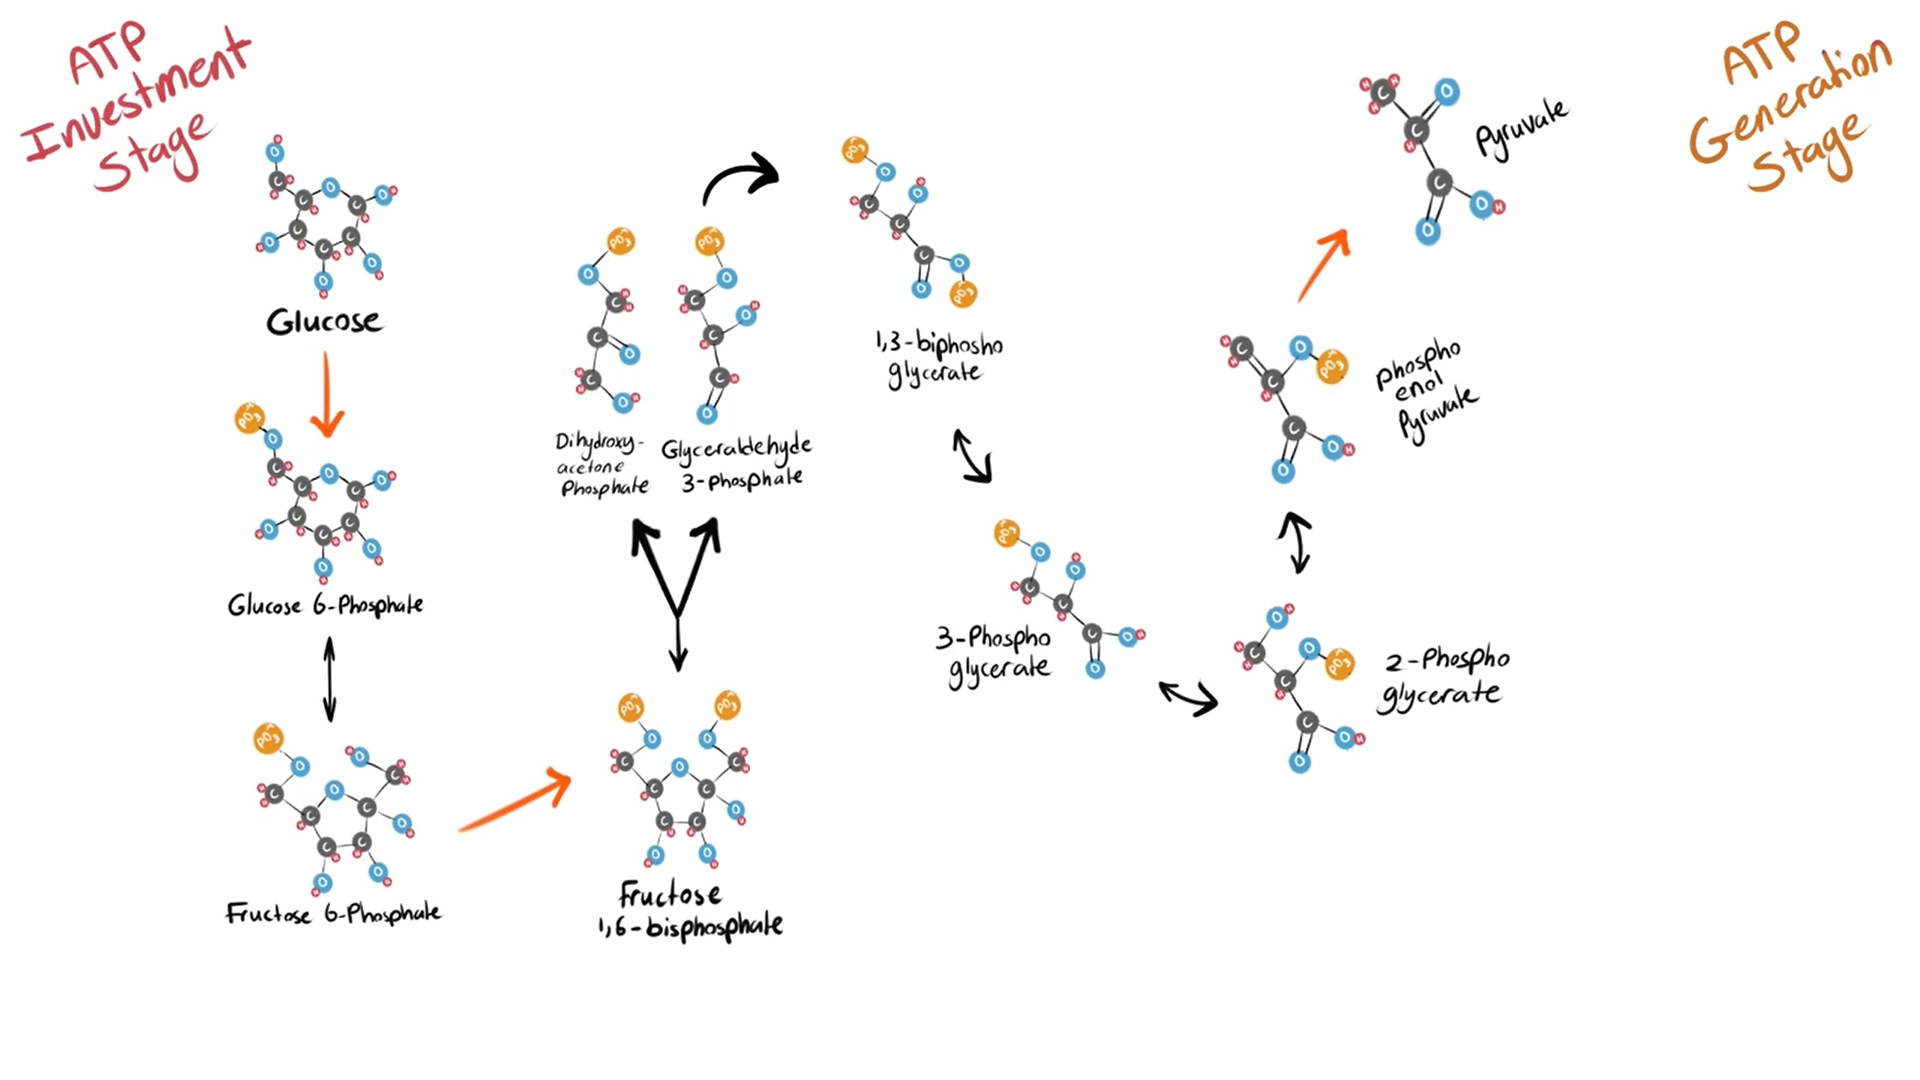 ATP
Investment
Stage
ATP
Generation
Stage
Glucose
Glucose 6-Phosphate
Fructose 6-Phosphate
Fructose
1,6-bisphosphate
Dihydroxy-
acetone
Phosphate
Glyceraldehyde
3-phosphate
1,3-biphosho
glycerate
3-Phospho
glycerate
2-Phospho
glycerate
phospho
enol
Pyruvate
Pyruvate